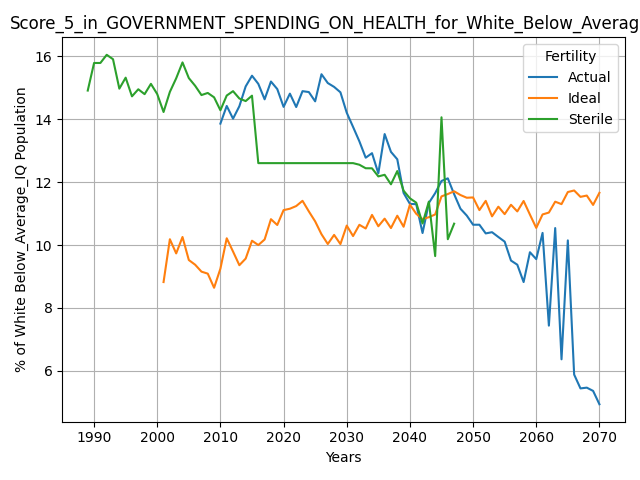 Score_5_in_GOVERNMENT_SPENDING_ON_HEALTH_for_White_Below_Averag
Fertility
Actual
Ideal
Sterile
% of White Below_Average_IQ Population
16
14
12
10
8
6
1990 2000 2010 2020 2030 2040 2050 2060 2070
Years